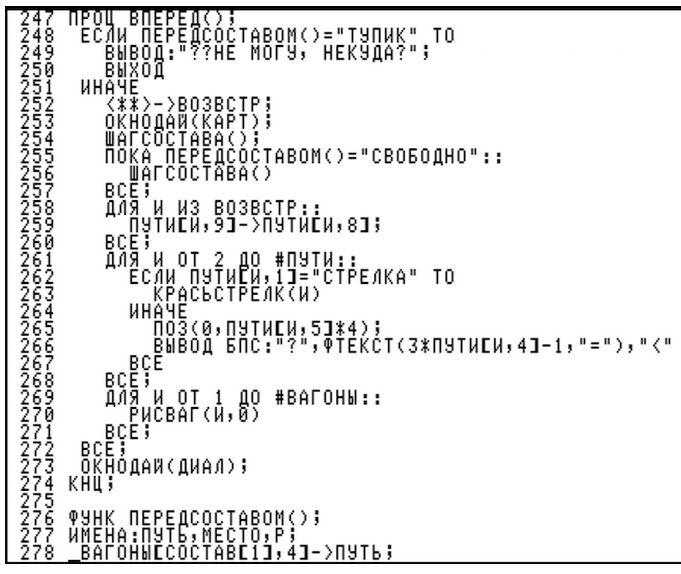 247 ПРОЦ ВПЕРЕД();
248 ЕСЛИ ПЕРЕДСОСТАВОМ()="ТУПИК" ТО
249 ВЫВОД:"??НЕ МОГУ, НЕКУДА?";
250 ВЫХОД
251 ИНАЧЕ
252 <**>->ВОЗВСТР;
253 ОКНОДАЙ(КАРТ);
254 ШАГСОСТАВА();
255 ПОКА ПЕРЕДСОСТАВОМ()="СВОБОДНО"::
256 ШАГСОСТАВА()
257 ВСЕ;
258 ДЛЯ И ИЗ ВОЗВСТР::
259 ПУТИ[И,9]->ПУТИ[И,8];
260 ВСЕ;
261 ДЛЯ И ОТ 2 ДО #ПУТИ::
262 ЕСЛИ ПУТИ[И,1]="СТРЕЛКА" ТО
263 КРАСЬСТРЕЛК(И)
264 ИНАЧЕ
265 ПОЗ(0,ПУТИ[И,5]*4);
266 ВЫВОД БПС:"?",ФТЕКСТ(3*ПУТИ[И,4]-1,"="),"<"
267 ВСЕ
268 ВСЕ;
269 ДЛЯ И ОТ 1 ДО #ВАГОНЫ::
270 РИСВАГ(И,0)
271 ВСЕ;
272 ВСЕ;
273 ОКНОДАЙ(ДИАЛ);
274 КНЦ;
275
276 ФУНК ПЕРЕДСОСТАВОМ();
277 ИМЕНА:ПУТЬ,МЕСТО,Р;
278 _ВАГОНЫ[СОСТАВ[1],4]->ПУТЬ;